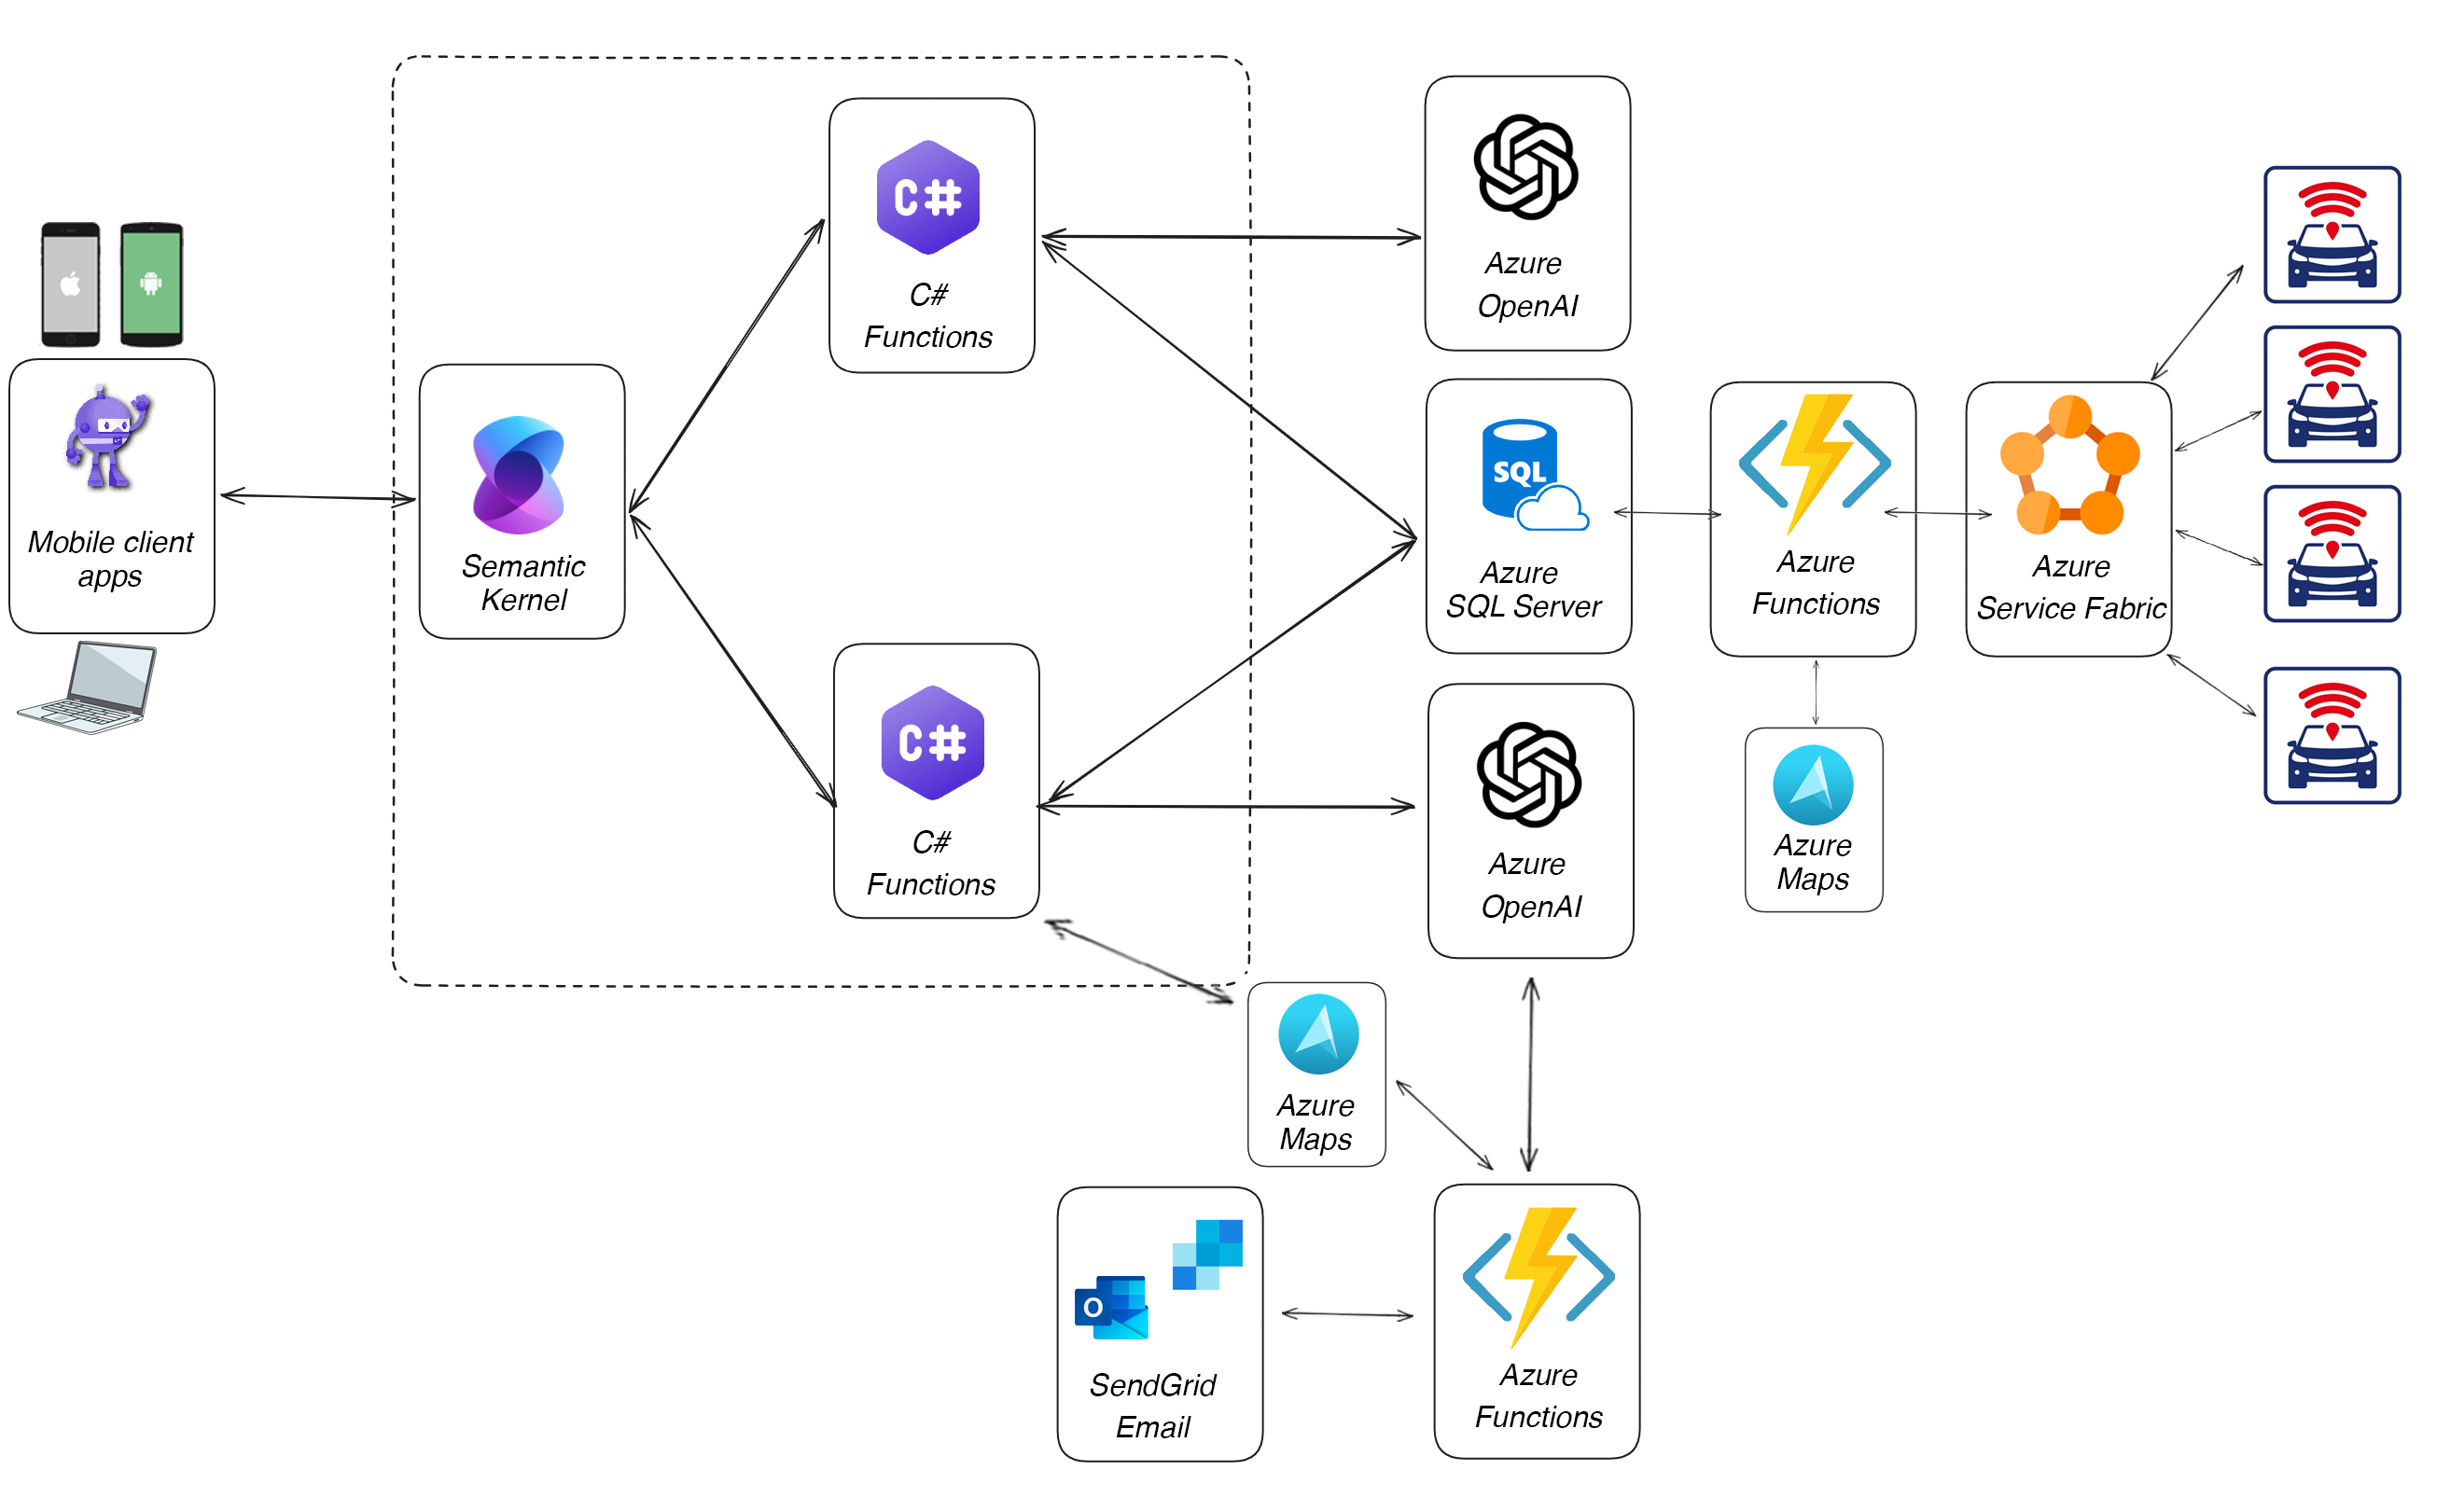 C#
C#
Functions
Azure
OpenAI
Mobile client
apps
Semantic
Kernel
SQL
Azure
SQL Server
Azure
Functions
Azure
Service Fabric
C#
C#
Functions
Azure
OpenAI
Azure
Maps
Azure
Maps
O
SendGrid
Email
Azure
Functions